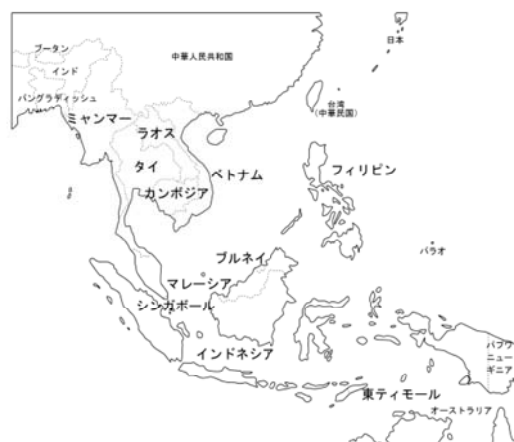 日本
ブータン
中華人民共和国
インド
バングラディッシュ
台湾
(中華民国)
ミャンマー
ラオス
タイ
ベトナム
フィリピン
カンボジア
パラオ
ブルネイ
マレーシア
シンガポール
インドネシア
パプワ
ニュー
ギニア
東ティモール
オーストラリア